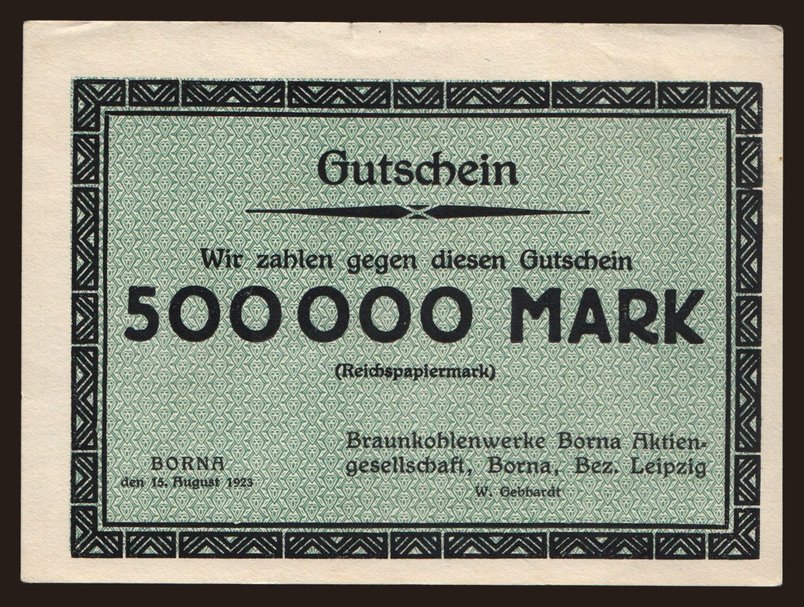 Gutschein
Wir zahlen gegen diesen Gutschein
500000 MARK
(Reichspapiermark)
Braunkohlenwerke Borna Aktien-
gesellschaft, Borna, Bez. Leipzig
W. Gebhardt
BORNA
den 15. August 1923